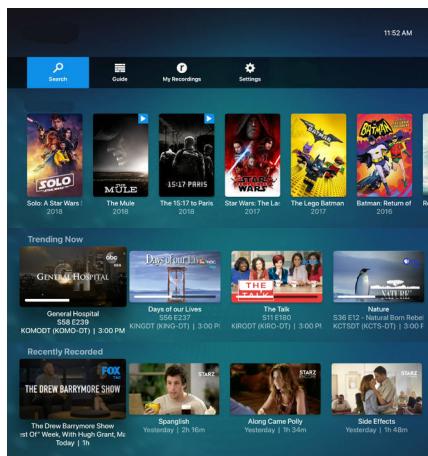 11:52 AM
Search
Guide
My Recordings
Settings
SOLO
THE MULE
15:17 PARIS
STAR WARS
BATMAN
BATMAN
Solo: A Star Wars
2018
The Mule
2018
The 15:17 to Paris
2018
Star Wars: The Las
2017
The Lego Batman
2017
Batman: Return of
2016
Trending Now
GENERAL HOSPITAL
abc
Days of our Lives
NBC
THE TALK
NATURE
General Hospital
S58 E239
KOMODT (KOMO-DT) | 3:00 PM
Days of our Lives
S56 E237
KINGDT (KING-DT) | 3:00 P
The Talk
S11 E180
KIRODT (KIRO-DT) | 3:00 P
Nature
S36 E12 - Natural Born Rebel
KCTSDT (KCTS-DT) | 3:00 P
Recently Recorded
FOX
THE DREW BARRYMORE SHOW
STARZ
STARZ
ENCORE
STARZ
The Drew Barrymore Show
est Of" Week, With Hugh Grant, Ma
Today | 1h
Spanglish
Yesterday | 2h 16m
Along Came Polly
Yesterday | 1h 34m
Side Effects
Yesterday | 1h 48m